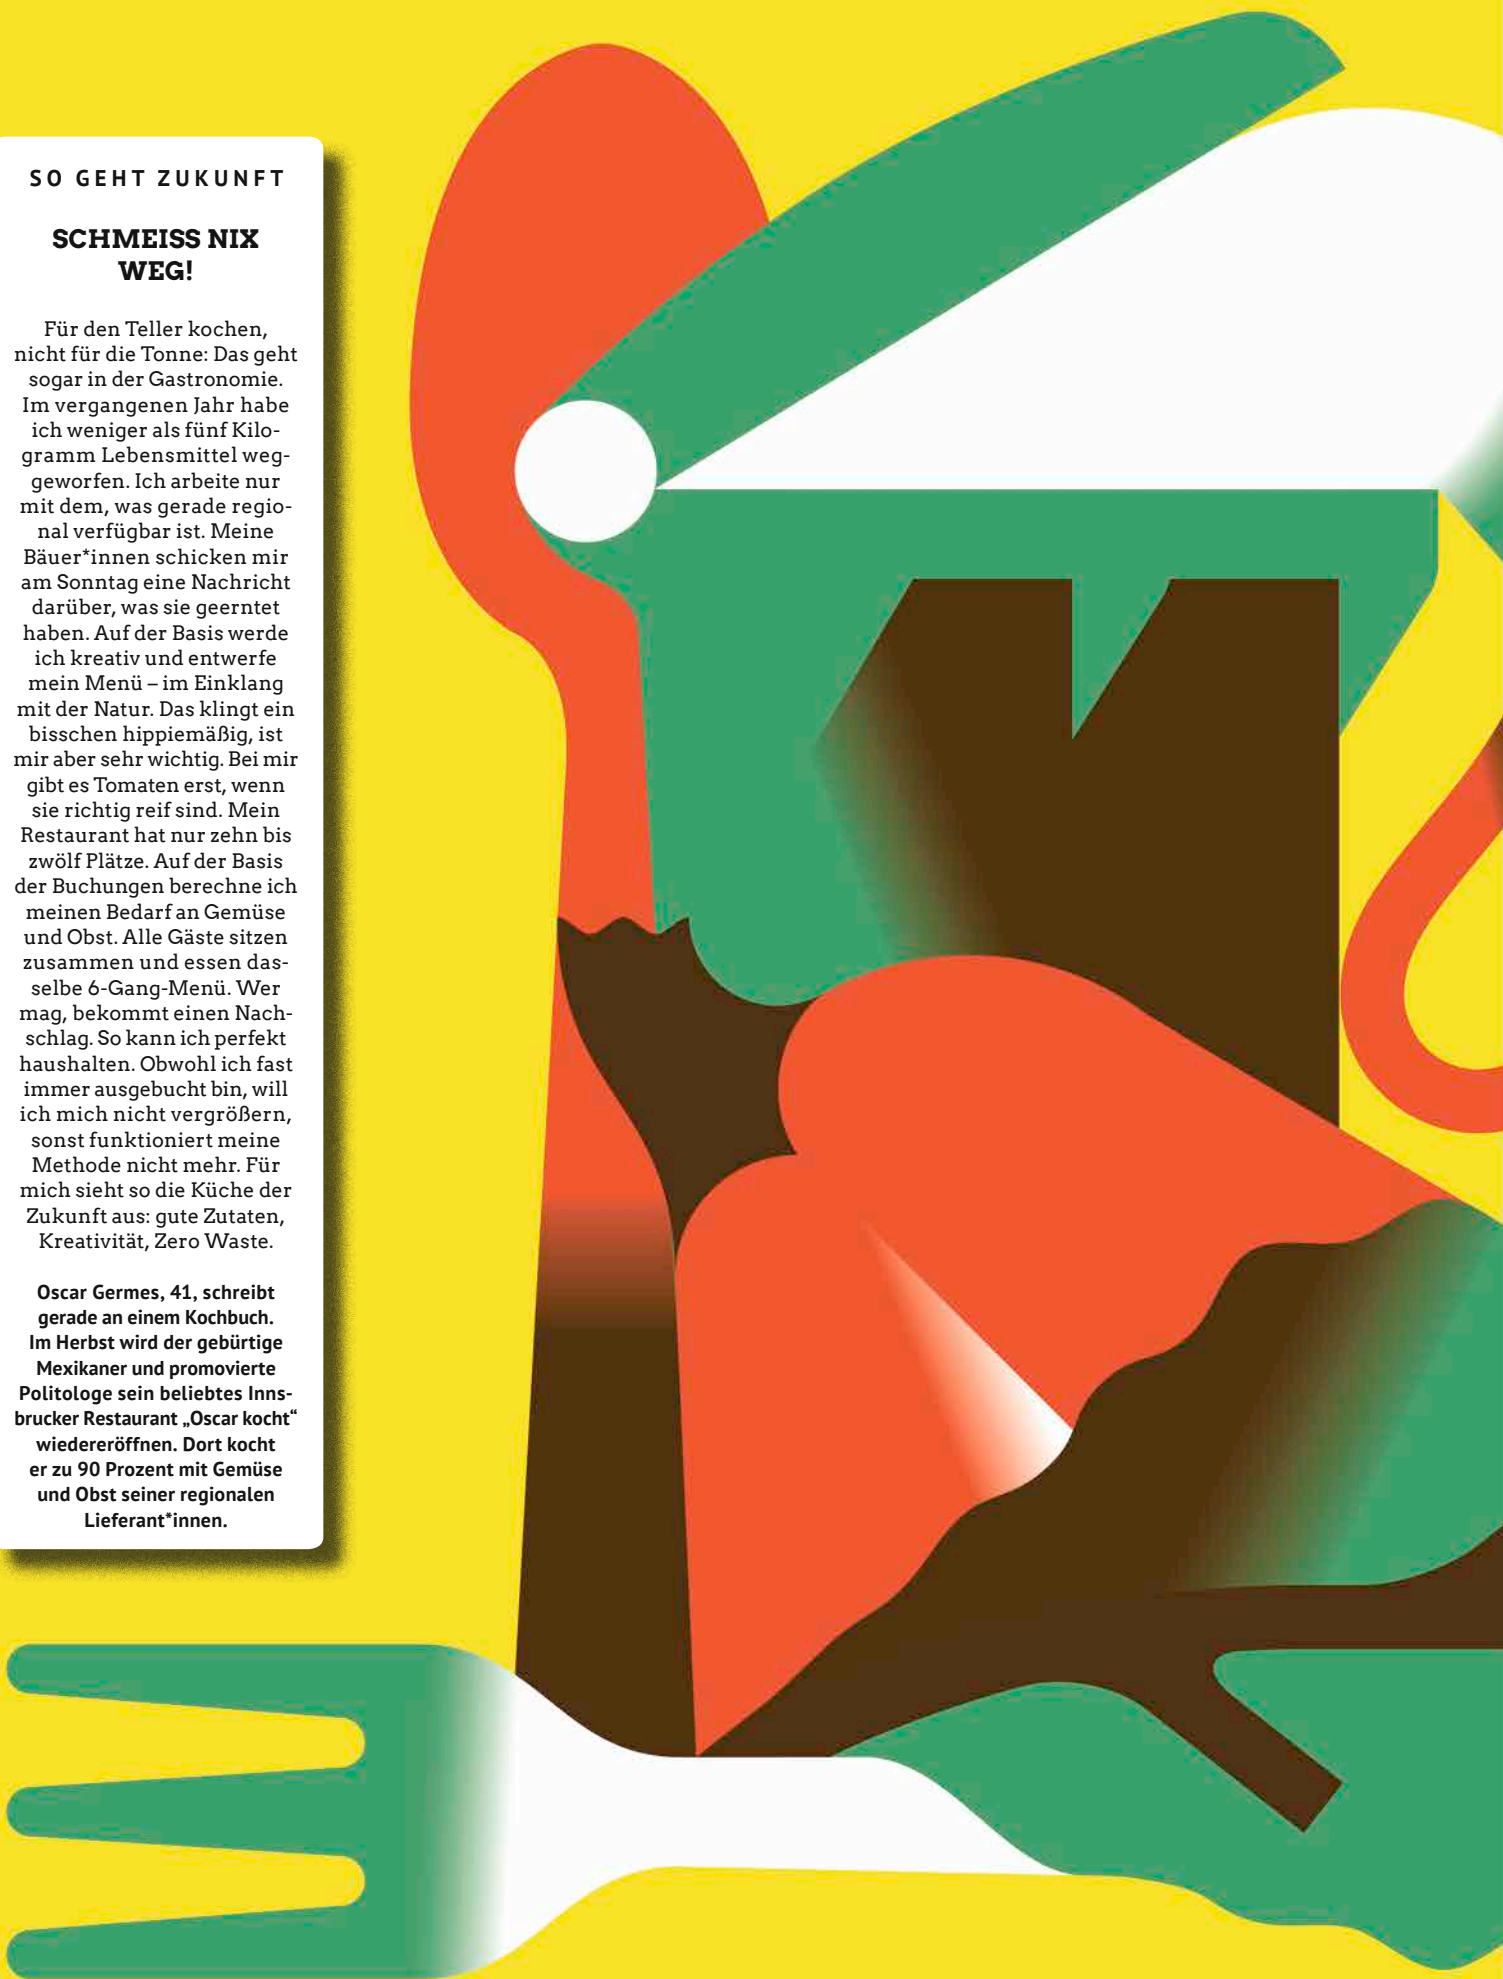 SO GEHT ZUKUNFT
SCHMEISS NIX
WEG!
Für den Teller kochen,
nicht für die Tonne: Das geht
sogar in der Gastronomie.
Im vergangenen Jahr habe
ich weniger als fünf Kilo-
gramm Lebensmittel weg-
geworfen. Ich arbeite nur
mit dem, was gerade regio-
nal verfügbar ist. Meine
Bäuer*innen schicken mir
am Sonntag eine Nachricht
darüber, was sie geerntet
haben. Auf der Basis werde
ich kreativ und entwerfe
mein Menü – im Einklang
mit der Natur. Das klingt ein
bisschen hippiemäßig, ist
mir aber sehr wichtig. Bei mir
gibt es Tomaten erst, wenn
sie richtig reif sind. Mein
Restaurant hat nur zehn bis
zwölf Plätze. Auf der Basis
der Buchungen berechne ich
meinen Bedarf an Gemüse
und Obst. Alle Gäste sitzen
zusammen und essen das-
selbe 6-Gang-Menü. Wer
mag, bekommt einen Nach-
schlag. So kann ich perfekt
haushalten. Obwohl ich fast
immer ausgebucht bin, will
ich mich nicht vergrößern,
sonst funktioniert meine
Methode nicht mehr. Für
mich sieht so die Küche der
Zukunft aus: gute Zutaten,
Kreativität, Zero Waste.
Oscar Germes, 41, schreibt
gerade an einem Kochbuch.
Im Herbst wird der gebürtige
Mexikaner und promovierte
Politologe sein beliebtes Inns-
brucker Restaurant „Oscar kocht“
wiedereröffnen. Dort kocht
er zu 90 Prozent mit Gemüse
und Obst seiner regionalen
Lieferant*innen.